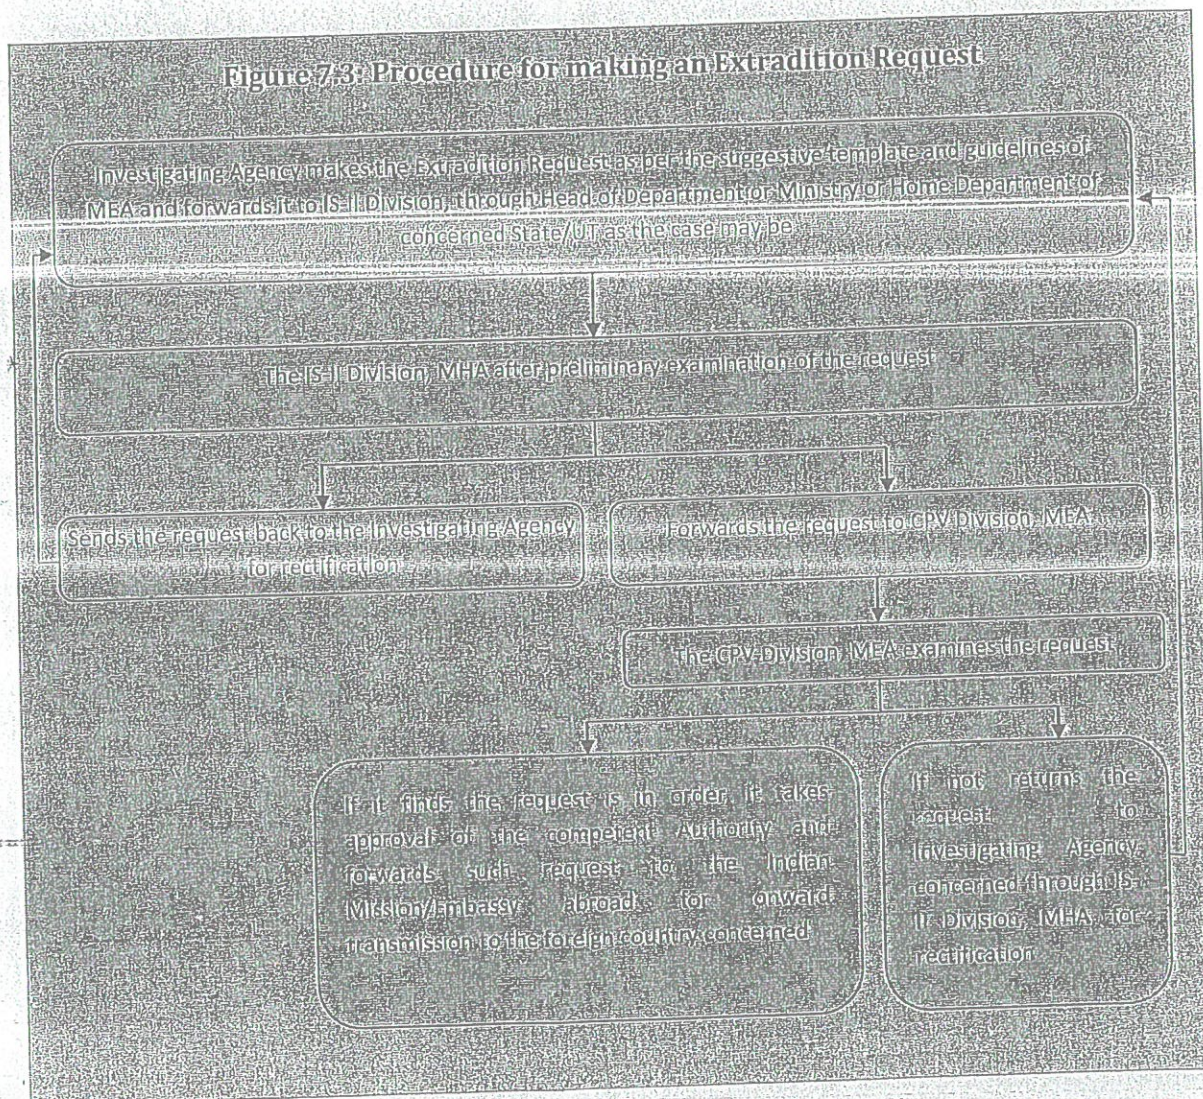 Figure 7.3: Procedure for making an Extradition Request
Investigating Agency makes the Extradition Request as per the suggestive template and guidelines of
MEA and forwards it to IS-II Division, through Head of Department or Ministry or Home Department of
concerned State/UT as the case may be
The IS-II Division, MHA after preliminary examination of the request
Sends the request back to the Investigating Agency
for rectification
Forwards the request to CPV Division, MEA
The CPV Division, MEA examines the request
If it finds the request is in order it takes
approval of the competent Authority and
forwards such request to the Indian
Mission/Embassy abroad for onward
transmission to the foreign country concerned
If not returns the
request to
Investigating Agency
concerned through IS-
II Division, MHA for
rectification